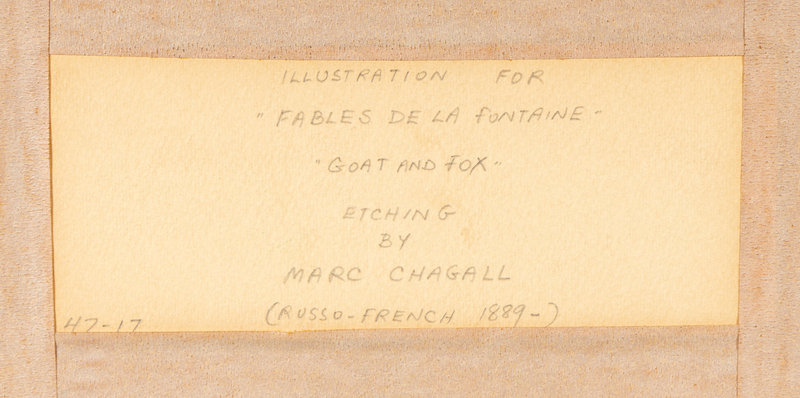 ILLUSTRATION FOR
"FABLES DE LA FONTAINE"
"GOAT AND FOX"
ETCHING
BY
MARC CHAGALL
(RUSSO-FRENCH 1889-)
47-17